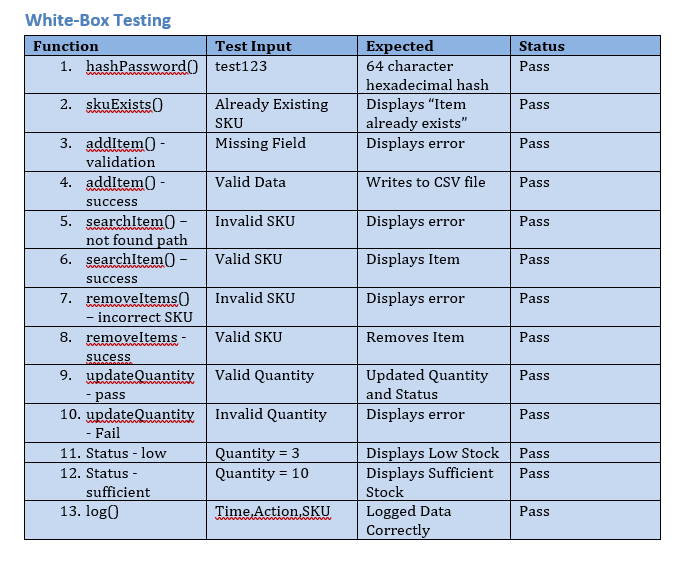 White-Box Testing
Function Test Input Expected Status
1. hashPassword() test123 64 character Pass
hexadecimal hash
2. skuExists() Already Existing Displays “Item Pass
SKU already exists”
3. addItem() - Missing Field Displays error Pass
validation
4. addItem() - Valid Data Writes to CSV file Pass
success
5. searchItem() – Invalid SKU Displays error Pass
not found path
6. searchItem() – Valid SKU Displays Item Pass
success
7. removeItems() Invalid SKU Displays error Pass
– incorrect SKU
8. removeItems - Valid SKU Removes Item Pass
sucess
9. updateQuantity Valid Quantity Updated Quantity Pass
- pass and Status
10. updateQuantity Invalid Quantity Displays error Pass
- Fail
11. Status - low Quantity = 3 Displays Low Stock Pass
12. Status - Quantity = 10 Displays Sufficient Pass
sufficient Stock
13. log() Time,Action,SKU Logged Data Pass
Correctly